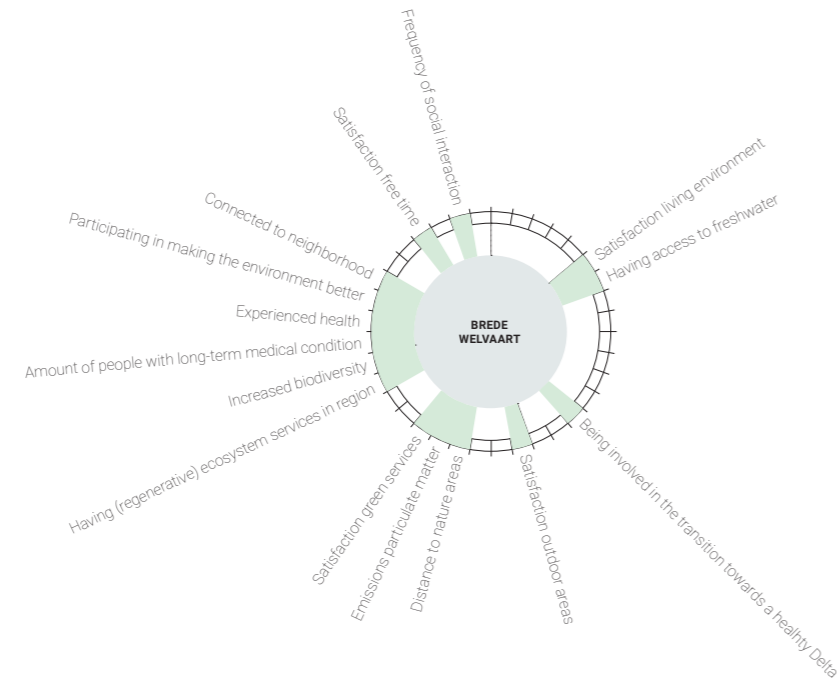 Frequency of social interaction
Satisfaction free time
Connected to neighborhood
Participating in making the environment better
Experienced health
Amount of people with long-term medical condition
Increased biodiversity
Having (regenerative) ecosystem services in region
Satisfaction green services
Emissions particulate matter
Distance to nature areas
Satisfaction outdoor areas
Being involved in the transition towards a healhty Delta
Having access to freshwater
Satisfaction living environment
BREDE
WELVAART